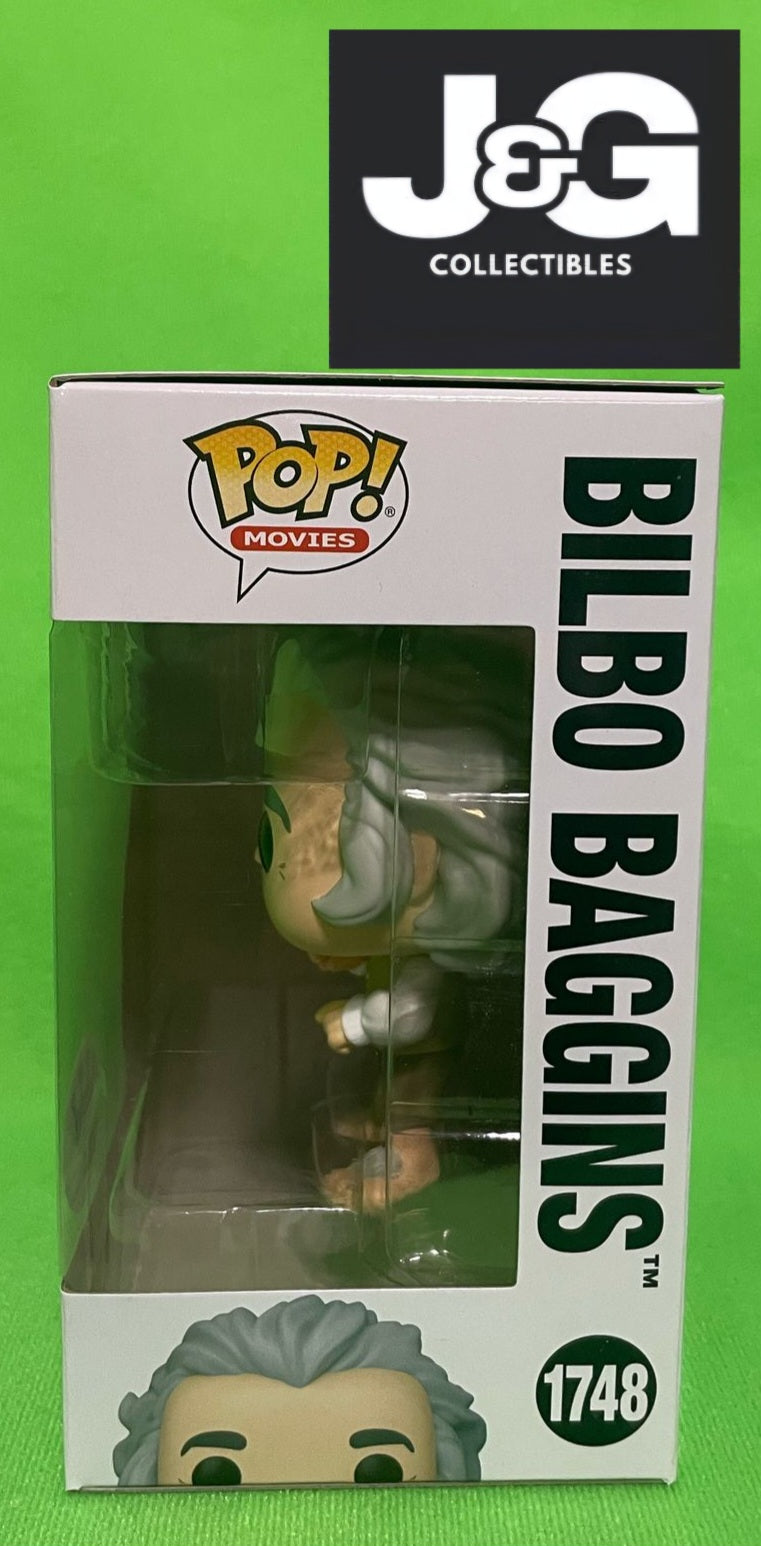 J&G
COLLECTIBLES
POP!®
MOVIES
BILBO BAGGINS™
1748